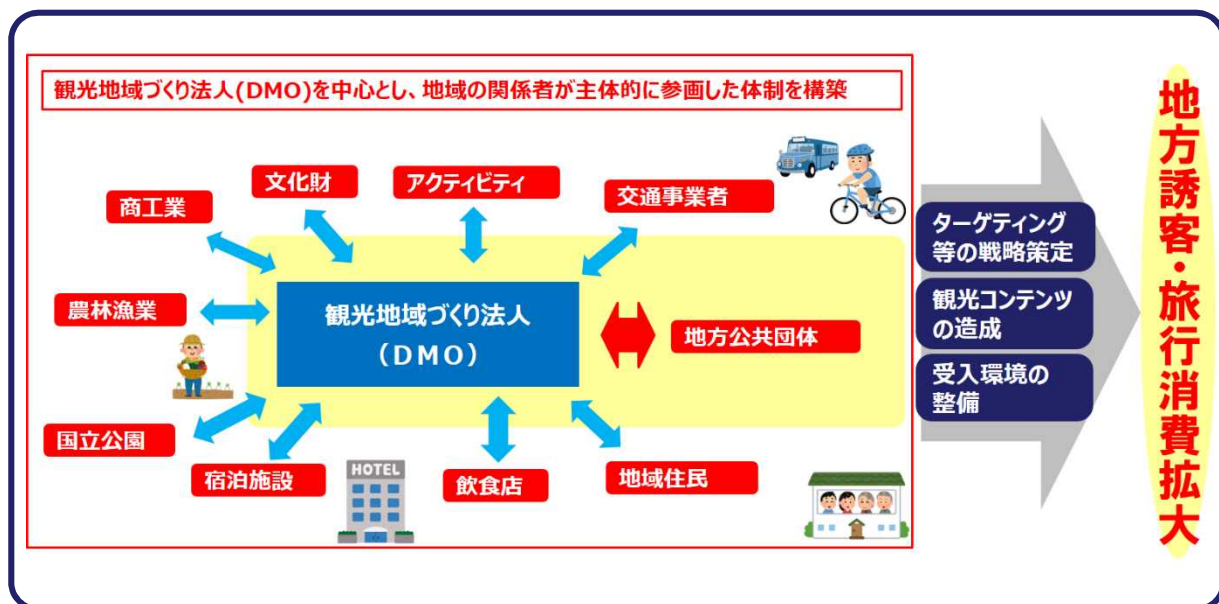 観光地域づくり法人(DMO)を中心とし、地域の関係者が主体的に参画した体制を構築
文化財
アクティビティ
商工業
交通事業者
農林漁業
観光地域づくり法人
(DMO)
地方公共団体
国立公園
宿泊施設
HOTEL
飲食店
地域住民
ターゲティング
等の戦略策定
観光コンテンツ
の造成
受入環境の
整備
地方誘客・旅行消費拡大